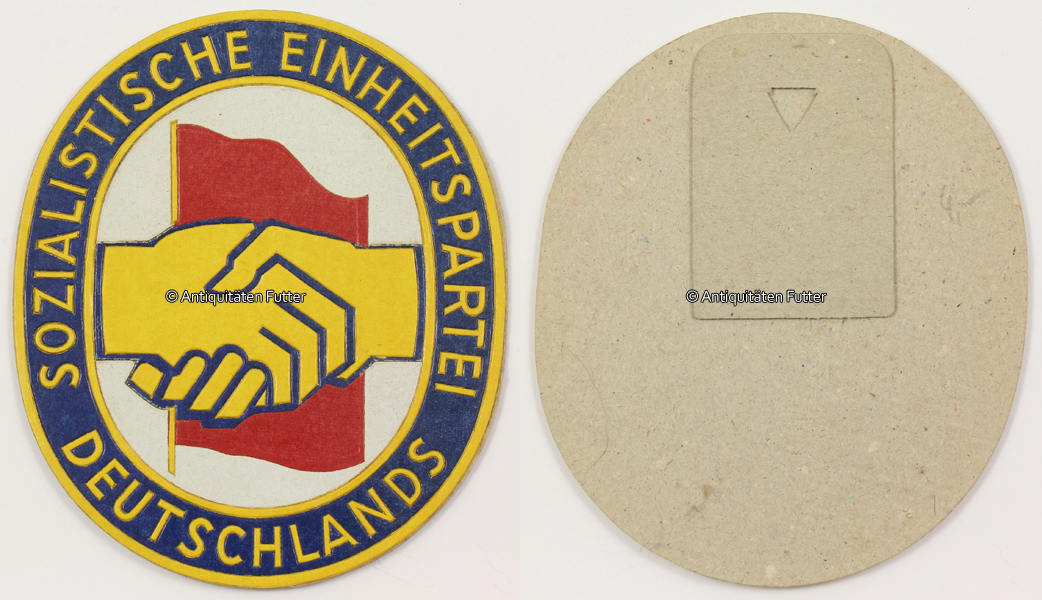 SOZIALISTISCHE EINHEITSPARTEI
DEUTSCHLANDS
© Antiquitäten Futter
© Antiquitäten Futter